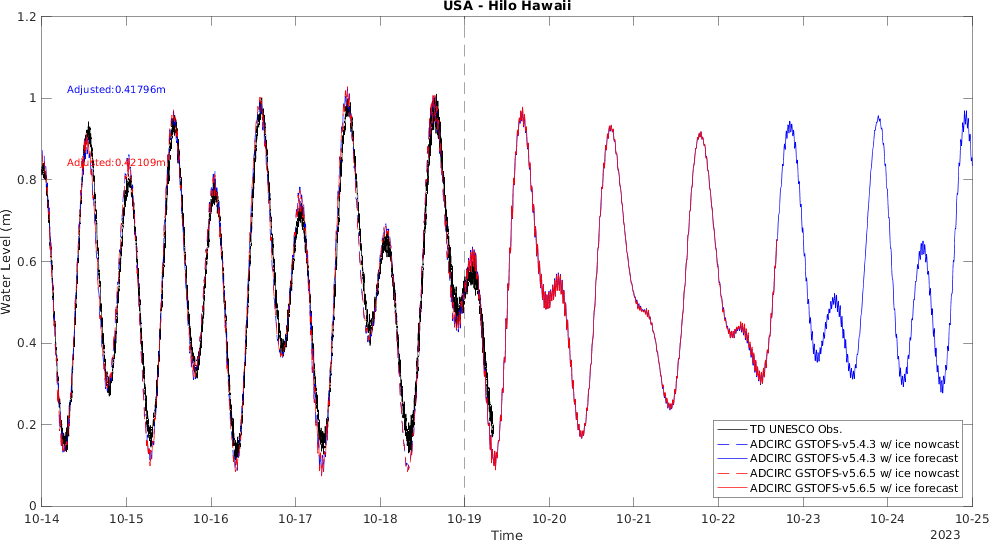 USA - Hilo Hawaii
1.2
1
0.8
0.6
0.4
0.2
0
Water Level (m)
Adjusted:0.41796m
Adjusted:0.42109m
TD UNESCO Obs.
ADCIRC GSTOFS-v5.4.3 w/ ice nowcast
ADCIRC GSTOFS-v5.4.3 w/ ice forecast
ADCIRC GSTOFS-v5.6.5 w/ ice nowcast
ADCIRC GSTOFS-v5.6.5 w/ ice forecast
10-14 10-15 10-16 10-17 10-18 10-19 10-20 10-21 10-22 10-23 10-24 10-25
Time
2023